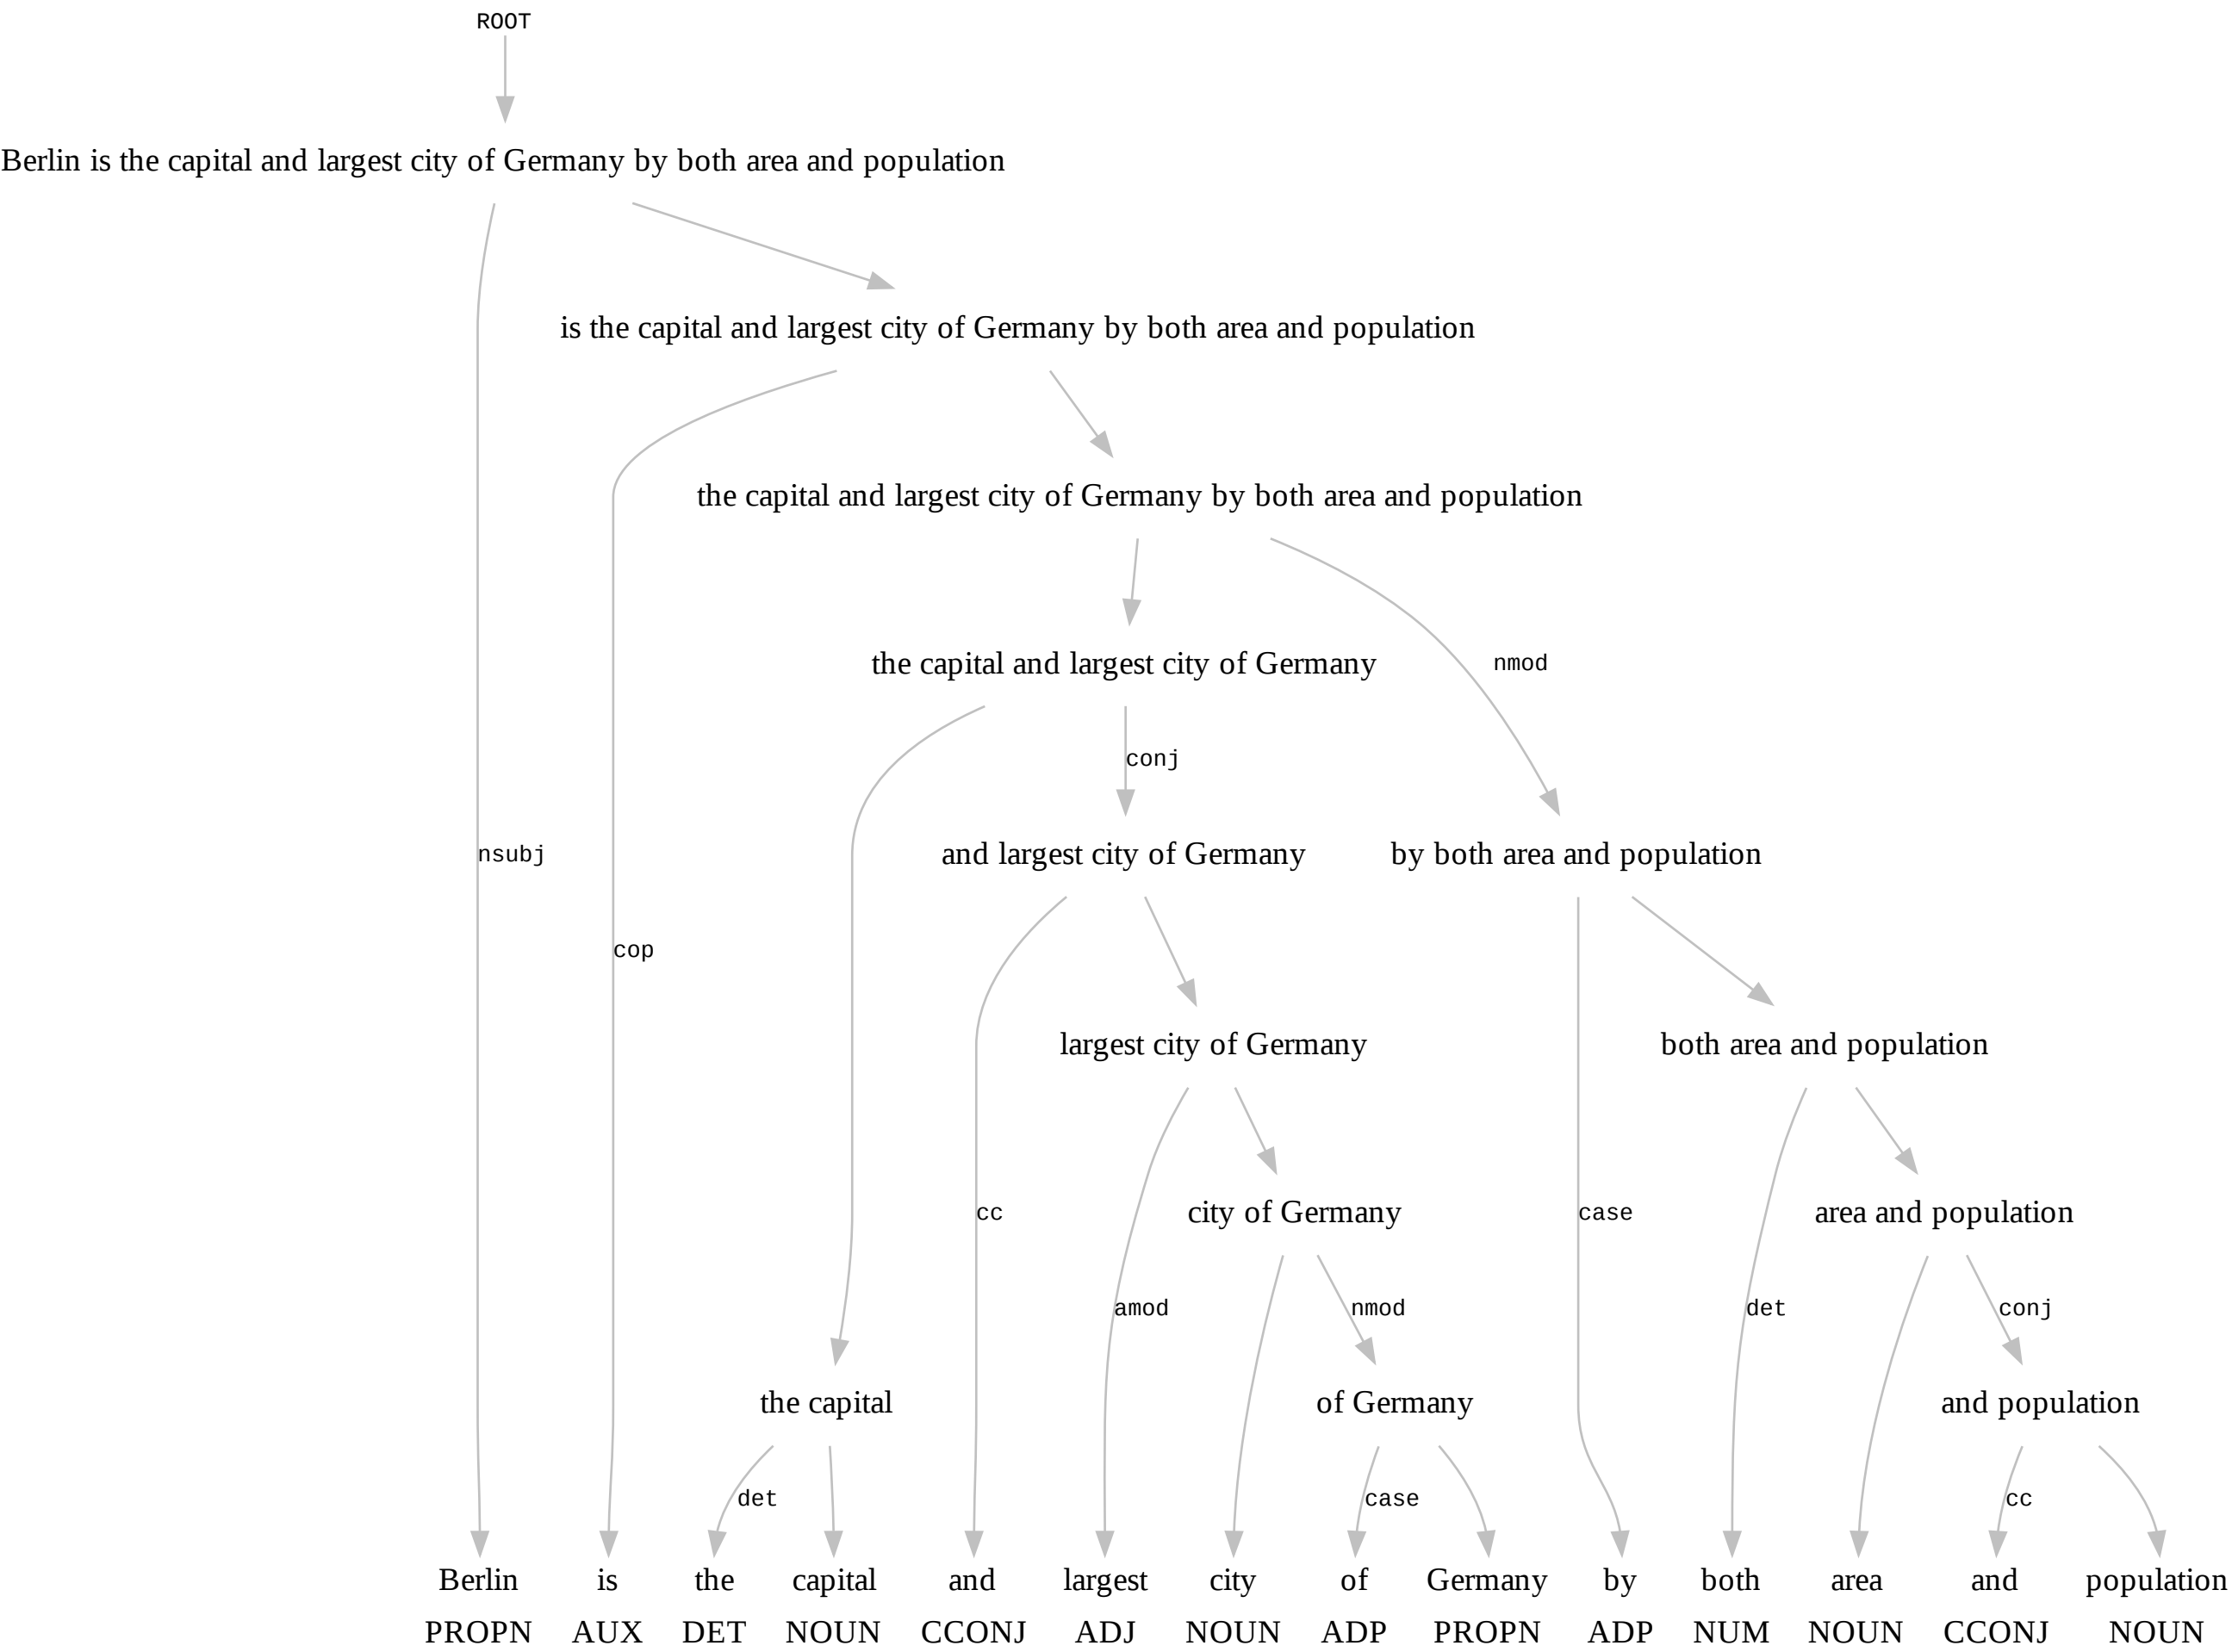 ROOT
Berlin is the capital and largest city of Germany by both area and population
is the capital and largest city of Germany by both area and population
the capital and largest city of Germany by both area and population
the capital and largest city of Germany
nmod
conj
nsubj
and largest city of Germany
by both area and population
cop
largest city of Germany
both area and population
cc
city of Germany
case
area and population
amod
nmod
det
conj
the capital
of Germany
and population
det
case
cc
Berlin is the capital and largest city of Germany by both area and population
PROPN AUX DET NOUN CCONJ ADJ NOUN ADP PROPN ADP NUM NOUN CCONJ NOUN